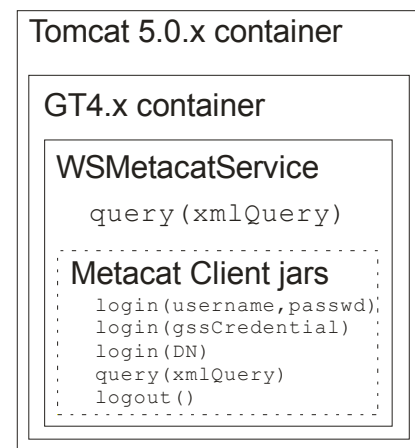 Tomcat 5.0.x container
GT4.x container
WSMetacatService
query(xmlQuery)
Metacat Client jars
login(username,passwd)
login(gssCredential)
login(DN)
query(xmlQuery)
logout()